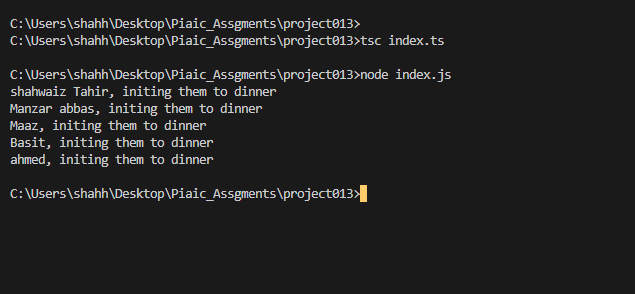 C:\Users\shahh\Desktop\Piaic_Assgments\project013>
C:\Users\shahh\Desktop\Piaic_Assgments\project013>tsc index.ts
C:\Users\shahh\Desktop\Piaic_Assgments\project013>node index.js
shahwaiz Tahir, initing them to dinner
Manzar abbas, initing them to dinner
Maaz, initing them to dinner
Basit, initing them to dinner
ahmed, initing them to dinner
C:\Users\shahh\Desktop\Piaic_Assgments\project013>